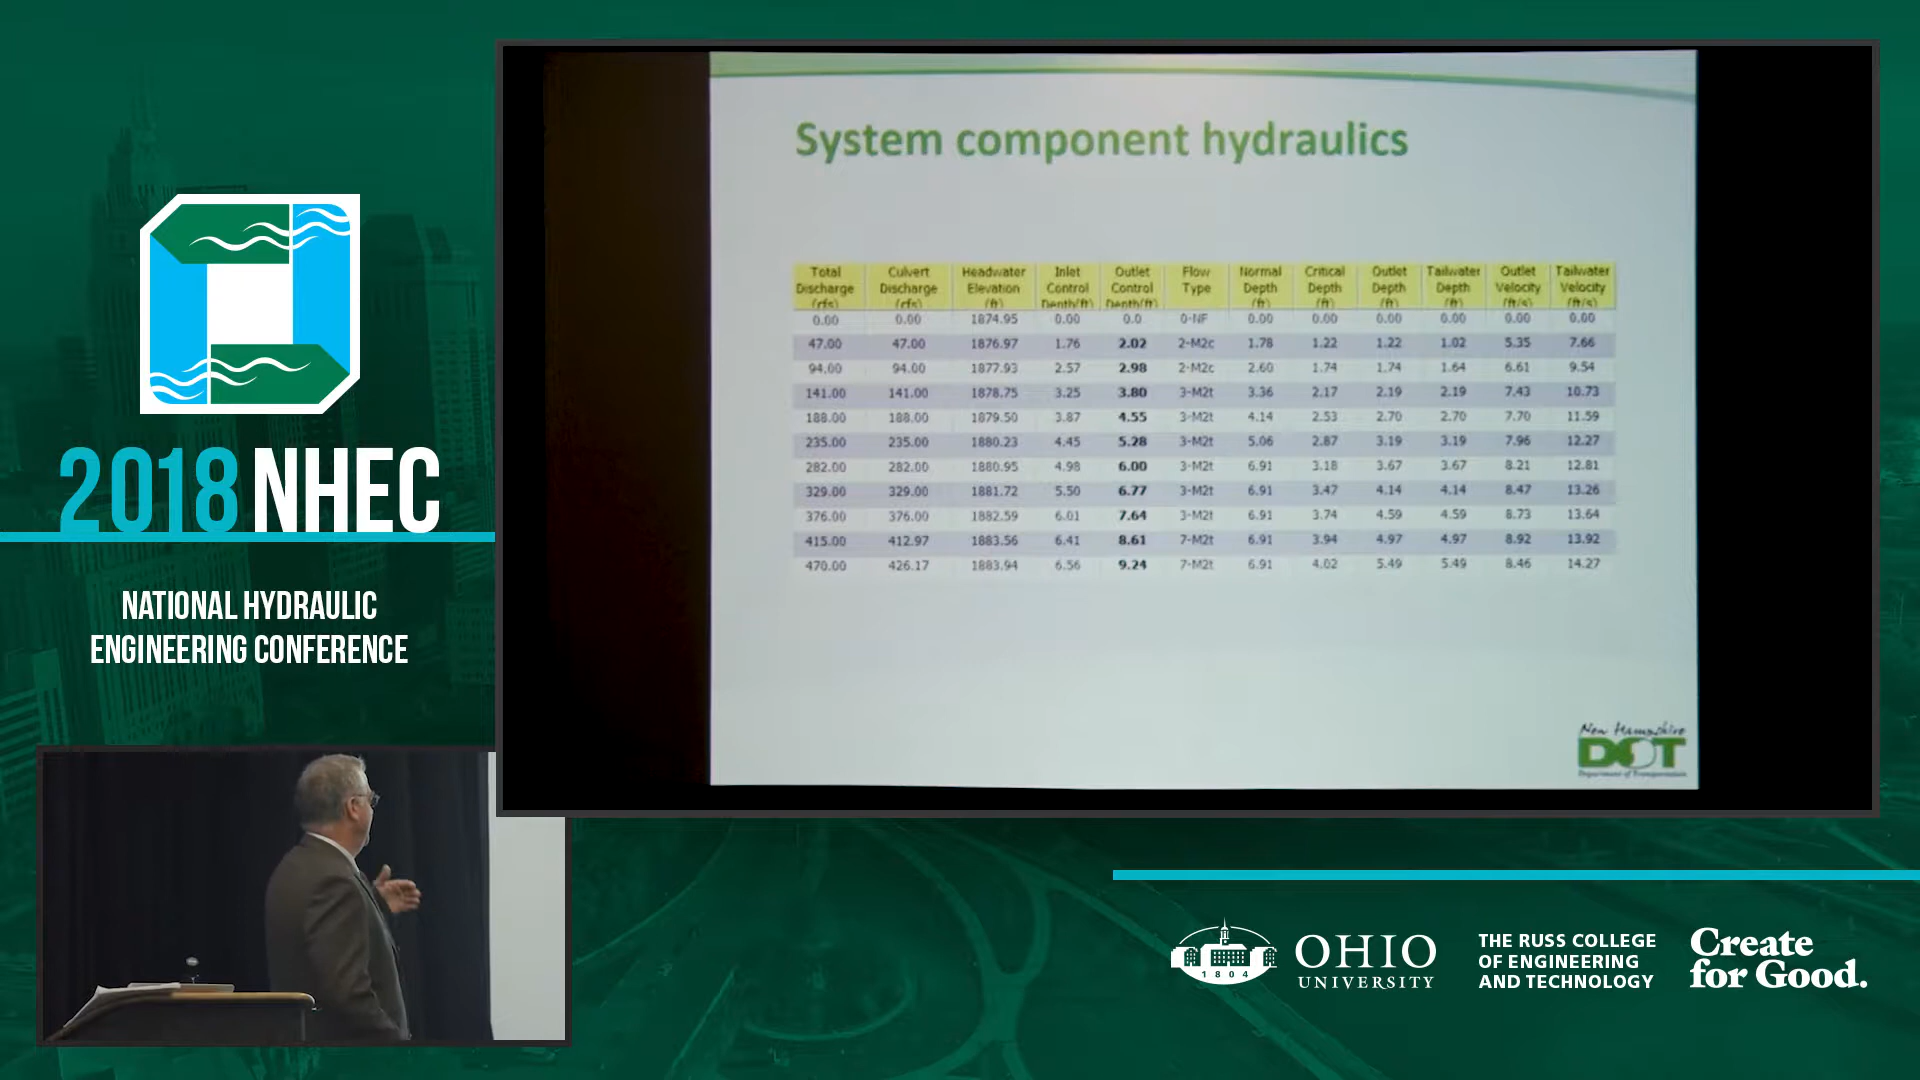 System component hydraulics
Total Discharge (cfs) Culvert Discharge (cfs) Headwater Elevation (ft) Inlet Control Depth(ft) Outlet Control Depth(ft) Flow Type Normal Depth (ft) Critical Depth (ft) Outlet Depth (ft) Tailwater Depth (ft) Outlet Velocity (ft/s) Tailwater Velocity (ft/s)
0.00 0.00 1874.95 0.00 0.0 0-NF 0.00 0.00 0.00 0.00 0.00 0.00
47.00 47.00 1876.97 1.76 2.02 2-M2c 1.78 1.22 1.22 1.02 5.35 7.66
94.00 94.00 1877.93 2.57 2.98 2-M2c 2.60 1.74 1.74 1.64 6.61 9.54
141.00 141.00 1878.75 3.25 3.80 3-M2t 3.36 2.17 2.19 2.19 7.43 10.73
188.00 188.00 1879.50 3.87 4.55 3-M2t 4.14 2.53 2.70 2.70 7.70 11.59
235.00 235.00 1880.23 4.45 5.28 3-M2t 5.06 2.87 3.19 3.19 7.96 12.27
282.00 282.00 1880.95 4.98 6.00 3-M2t 6.91 3.18 3.67 3.67 8.21 12.81
329.00 329.00 1881.72 5.50 6.77 3-M2t 6.91 3.47 4.14 4.14 8.47 13.26
376.00 376.00 1882.59 6.01 7.64 3-M2t 6.91 3.74 4.59 4.59 8.73 13.64
415.00 412.97 1883.56 6.41 8.61 7-M2t 6.91 3.94 4.97 4.97 8.92 13.92
470.00 426.17 1883.94 6.56 9.24 7-M2t 6.91 4.02 5.49 5.49 8.46 14.27
New Hampshire
DOT
Department of Transportation
2018 NHEC
NATIONAL HYDRAULIC
ENGINEERING CONFERENCE
1804
OHIO
UNIVERSITY
THE RUSS COLLEGE
OF ENGINEERING
AND TECHNOLOGY
Create
for Good.